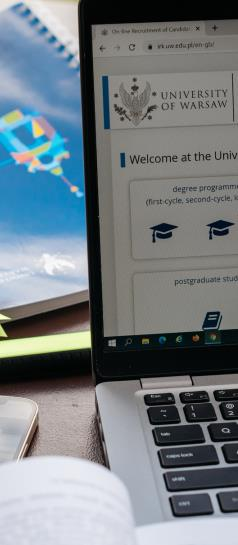 On-line Recruitment of Candida
irk.uw.edu.pl/en-gb/
UNIVERSITY
OF WARSAW
Welcome at the Univ
degree programme
(first-cycle, second-cycle, l
postgraduate stud
Esc
tab
Q
caps lock
A
shift
ctrl